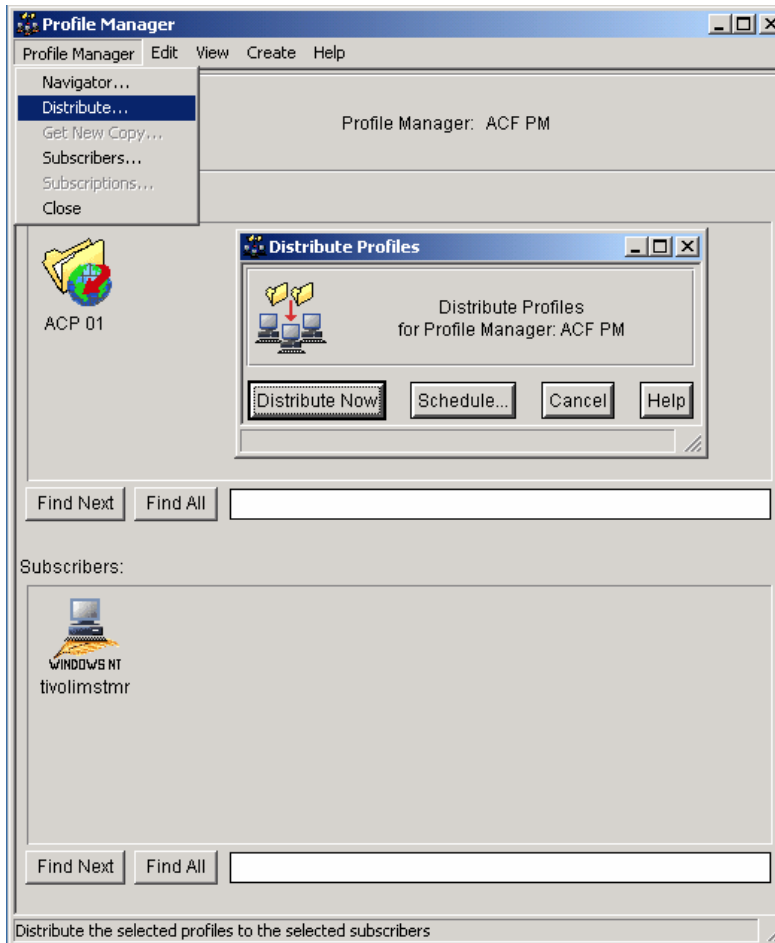 Profile Manager
Profile Manager Edit View Create Help
Navigator...
Distribute...
Get New Copy...
Subscribers...
Subscriptions...
Close
Profile Manager: ACF PM
ACP 01
Distribute Profiles
Distribute Profiles
for Profile Manager: ACF PM
Distribute Now Schedule... Cancel Help
Find Next Find All
Subscribers:
WINDOWS NT
tivolimstmr
Find Next Find All
Distribute the selected profiles to the selected subscribers